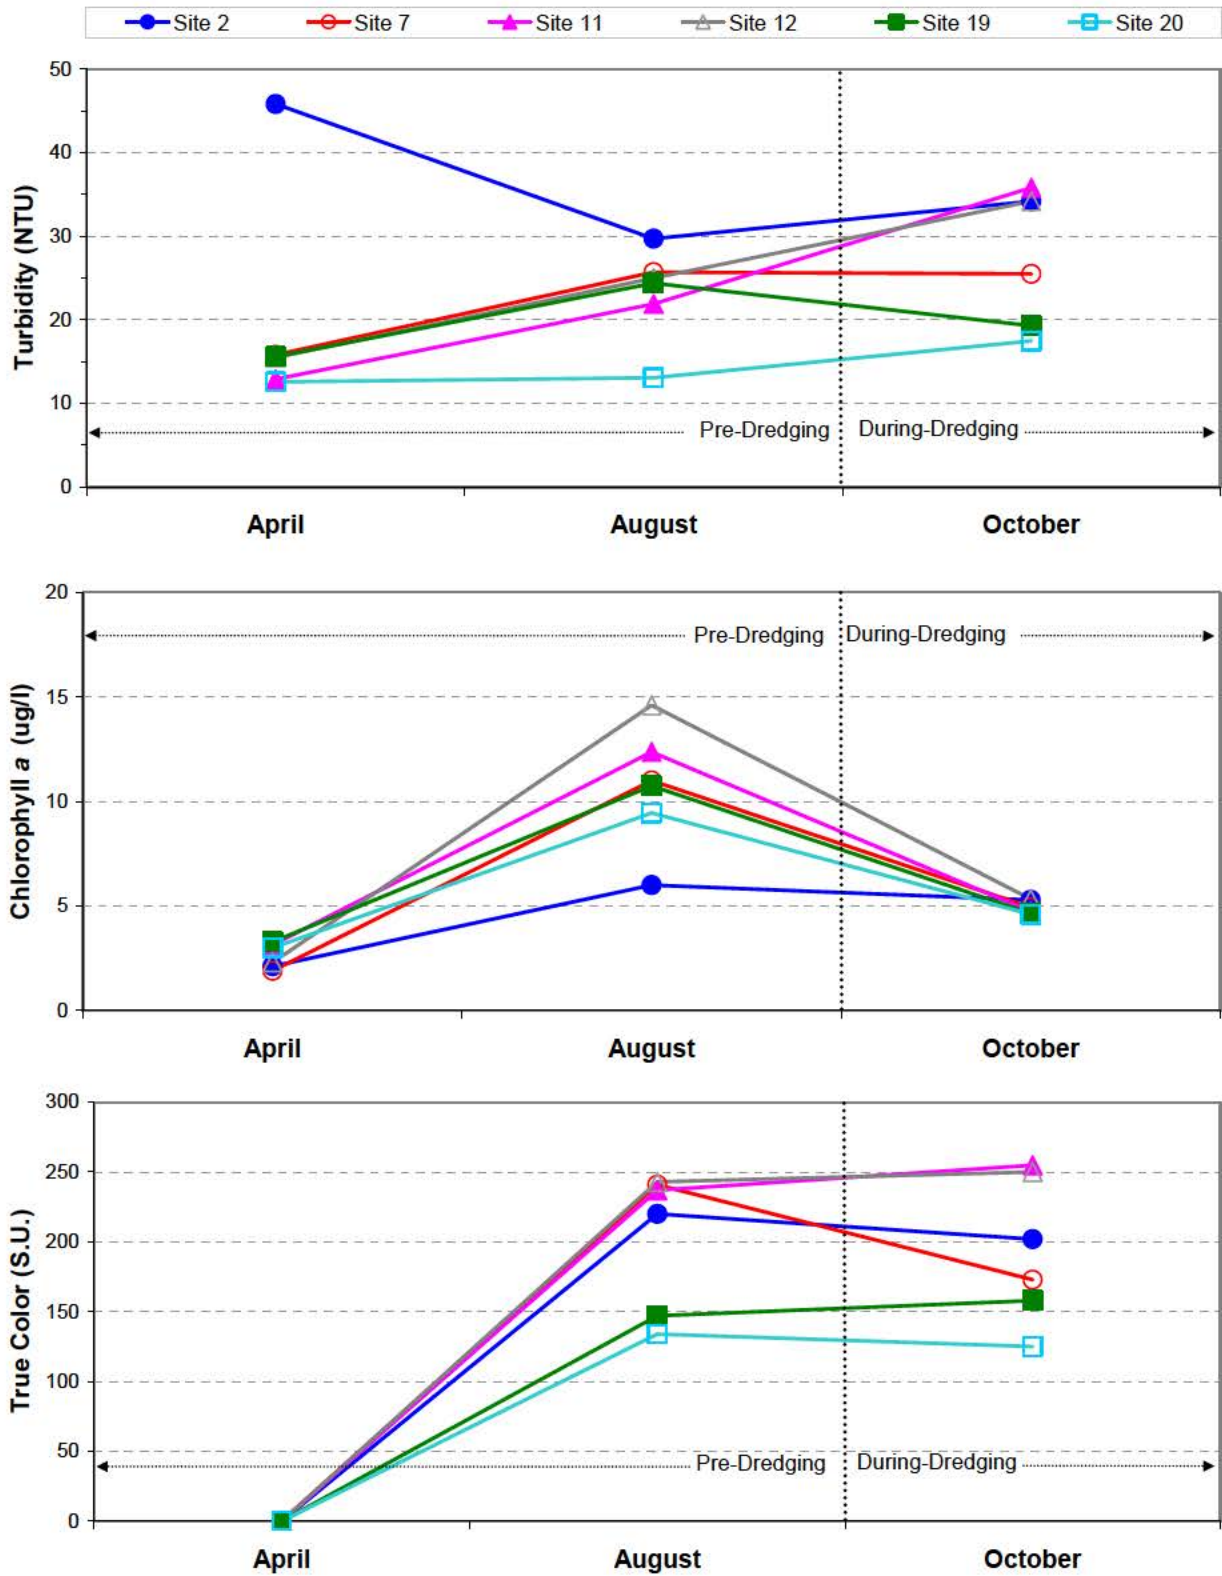 Site 2 Site 7 Site 11 Site 12 Site 19 Site 20
Turbidity (NTU)
50
40
30
20
10
0
Pre-Dredging During-Dredging
April August October
Chlorophyll a (ug/l)
20
15
10
5
0
Pre-Dredging During-Dredging
April August October
True Color (S.U.)
300
250
200
150
100
50
0
Pre-Dredging During-Dredging
April August October